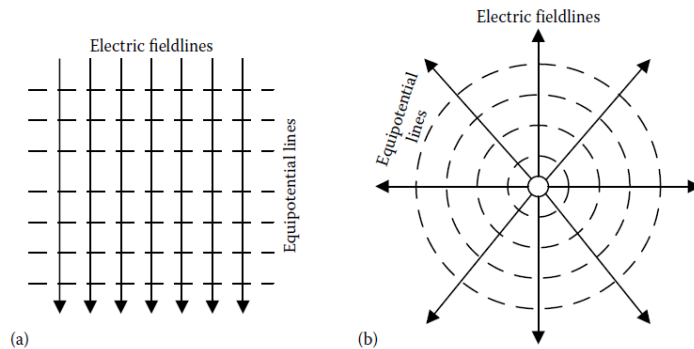 Electric fieldlines
Equipotential lines
(a)
Electric fieldlines
Equipotential
lines
(b)